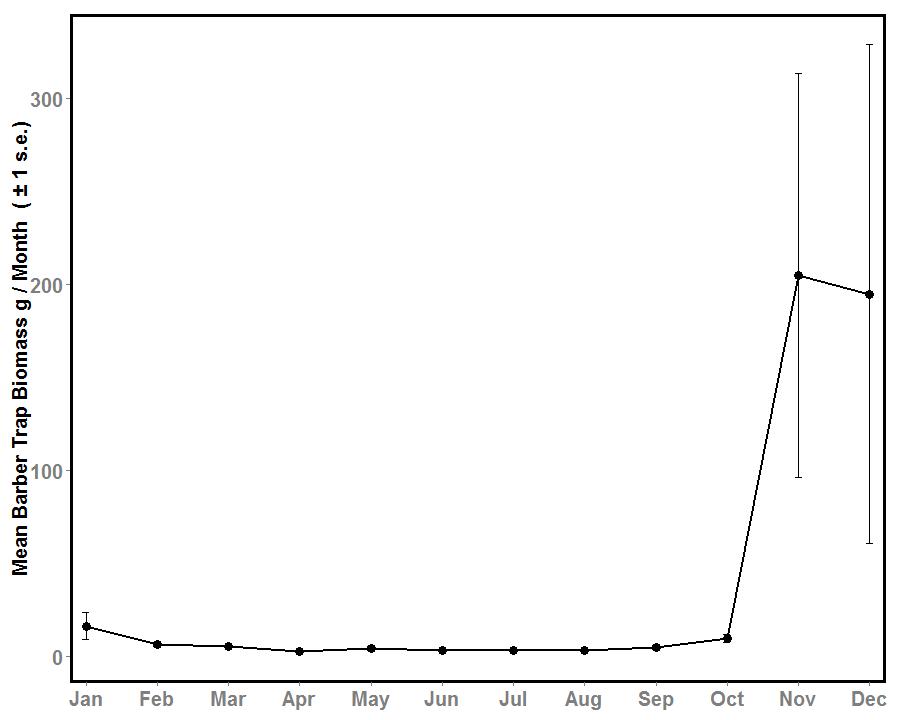 Mean Barber Trap Biomass g / Month ( ± 1 s.e.)
300
200
100
0
Jan Feb Mar Apr May Jun Jul Aug Sep Oct Nov Dec